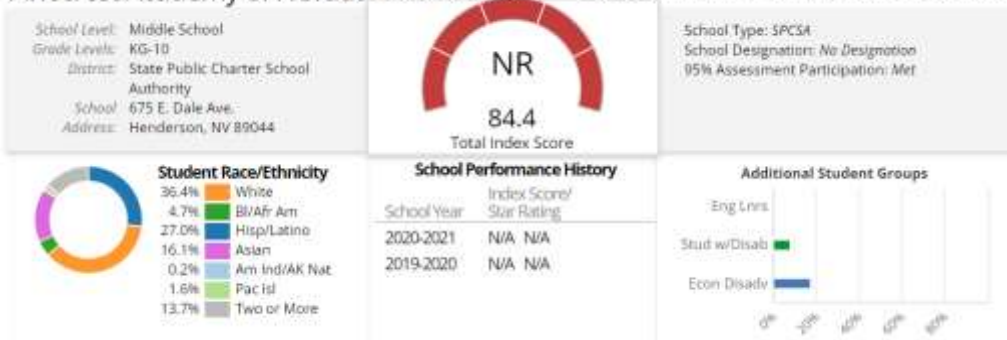 School Level: Middle School
Grade Levels: KG-10
District: State Public Charter School
Authority
School 675 E. Dale Ave.
Address: Henderson, NV 89044
NR
84.4
Total Index Score
School Type: SPCSA
School Designation: No Designation
95% Assessment Participation: Met
Student Race/Ethnicity
36.4% White
4.7% Bl/Afr Am
27.0% Hisp/Latino
16.1% Asian
0.2% Am Ind/AK Nat
1.6% Pac Isl
13.7% Two or More
School Performance History
School Year Index Score/
Star Rating
2020-2021 N/A N/A
2019-2020 N/A N/A
Additional Student Groups
Eng Lnrs
Stud w/Disab
Econ Disadv
0% 20% 40% 60% 80%